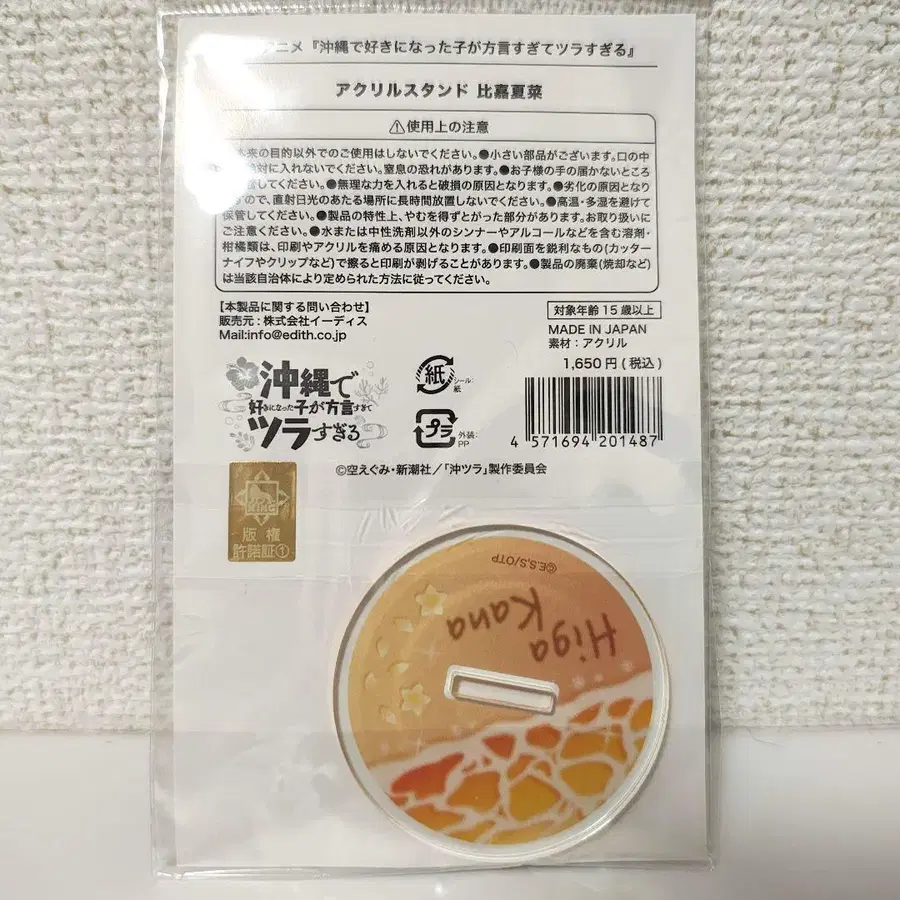 ニメ『沖縄で好きになった子が方言すぎてツラすぎる』
アクリルスタンド 比嘉夏菜
⚠使用上の注意
本来の目的以外でのご使用はしないでください。●小さい部品がございます。口の中
対に入れないでください。窒息の恐れがあります。●お子様の手の届かないところ
してください。●無理な力を入れると破損の原因となります。●劣化の原因となり
ので、直射日光のあたる場所に長時間放置しないでください。●高温・多湿を避けて
保管してください。●製品の特性上、やむを得ずとがった部分があります。お取り扱いに
ご注意ください。●水または中性洗剤以外のシンナーやアルコールなどを含む溶剤・
柑橘類は、印刷やアクリルを痛める原因となります。●印刷面を鋭利なもの(カッター
ナイフやクリップなど)で擦ると印刷が剥げることがあります。●製品の廃棄(焼却など)
は当該自治体により定められた方法に従ってください。
【本製品に関する問い合わせ】
販売元：株式会社イーディス
Mail:info@edith.co.jp
対象年齢 15歳以上
MADE IN JAPAN
素材：アクリル
1,650円(税込)
沖縄で
好きになった子が方言すぎて
ツラすぎる
紙
シール:
紙
プラ
外装:
PP
4 571694 201487
©空えぐみ・新潮社/「沖ツラ」製作委員会
KING
版権
許諾証①
©E.S,S/OTP
Higa
Kana